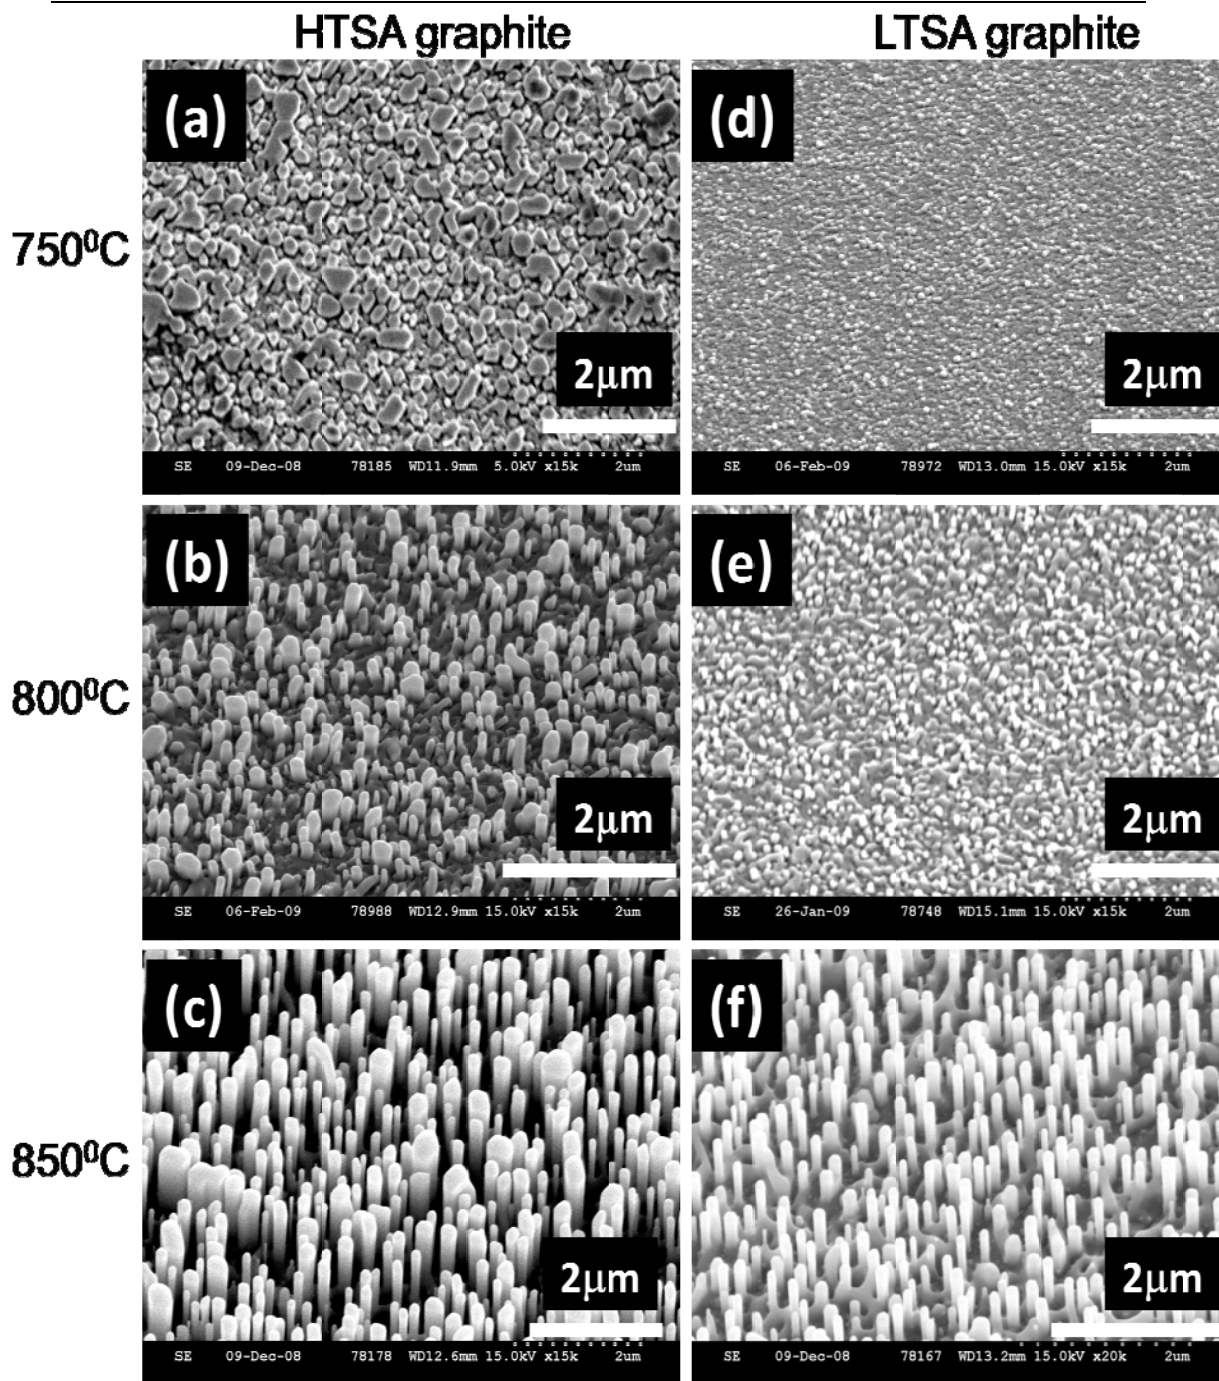 HTSA graphite LTSA graphite
750⁰C
(a)
2μm
SE 09-Dec-08 78185 WD11.9mm 5.0kV x15k 2um
(d)
2μm
SE 06-Feb-09 78972 WD13.0mm 15.0kV x15k 2um
800⁰C
(b)
2μm
SE 06-Feb-09 78988 WD12.9mm 15.0kV x15k 2um
(e)
2μm
SE 26-Jan-09 78748 WD15.1mm 15.0kV x15k 2um
850⁰C
(c)
2μm
SE 09-Dec-08 78178 WD12.6mm 15.0kV x15k 2um
(f)
2μm
SE 09-Dec-08 78167 WD13.2mm 15.0kV x20k 2um